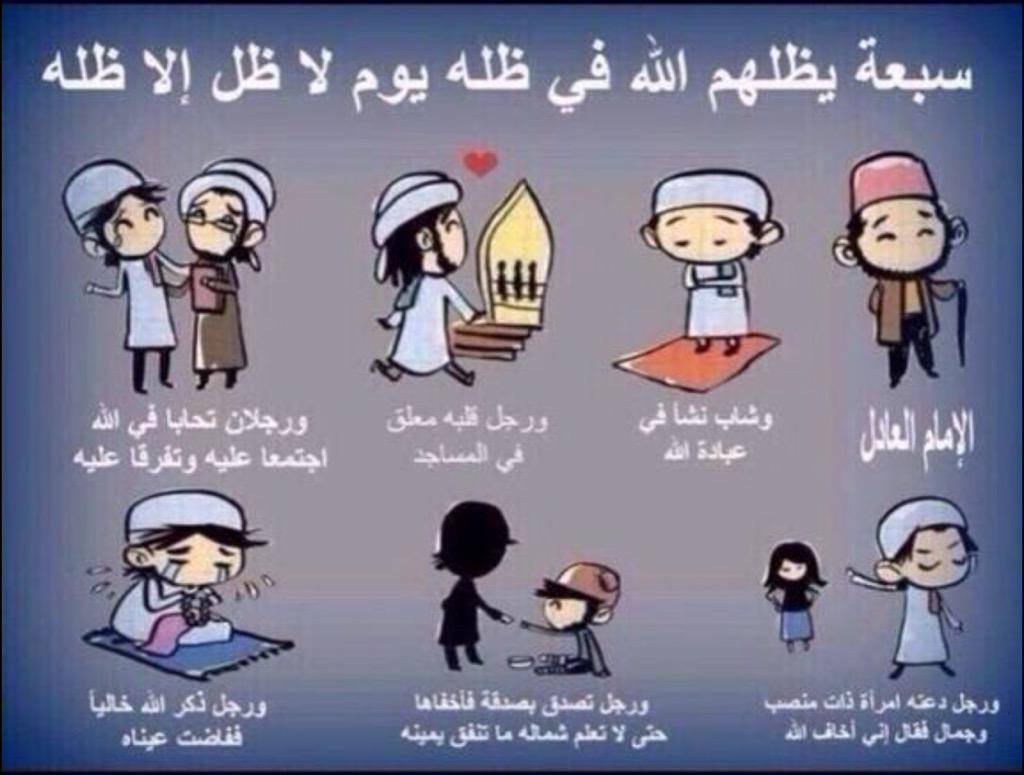 سبعة يظلهم الله في ظله يوم لا ظل إلا ظله
الإمام العادل
وشاب نشأ في
عبادة الله
ورجل قلبه معلق
في المساجد
ورجلان تحابا في الله
اجتمعا عليه وتفرقا عليه
ورجل دعته امرأة ذات منصب
وجمال فقال إني أخاف الله
ورجل تصدق بصدقة فأخفاها
حتى لا تعلم شماله ما تنفق يمينه
ورجل ذكر الله خالياً
ففاضت عيناه